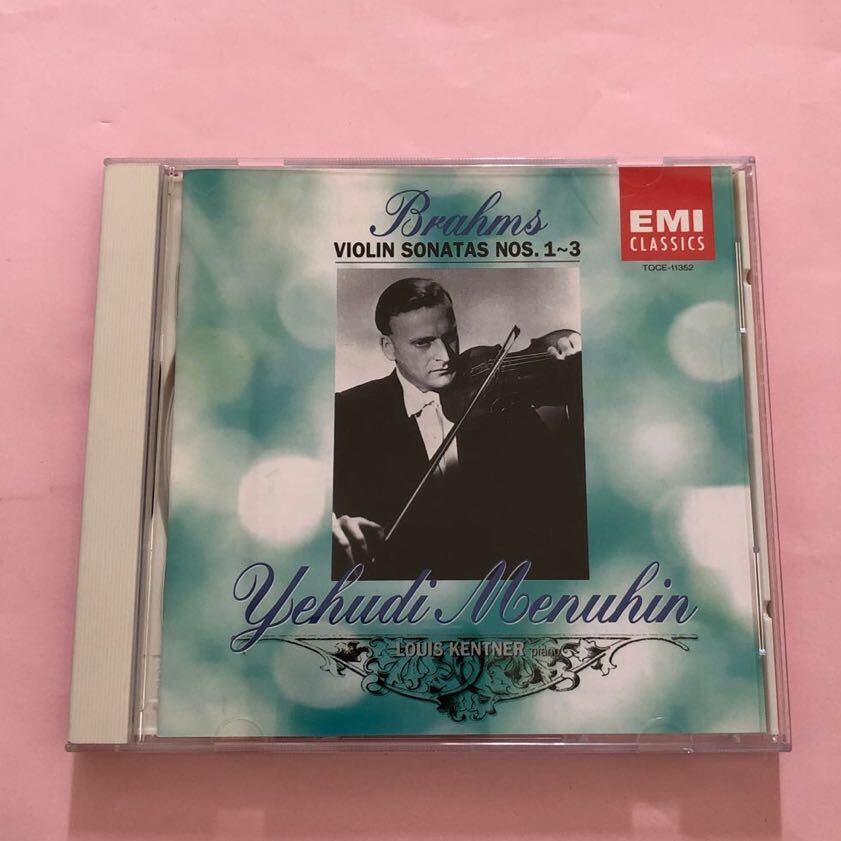 Brahms
VIOLIN SONATAS NOS. 1~3
EMI
CLASSICS
TOCE-11352
Yehudi Menuhin
LOUIS KENTNER piano